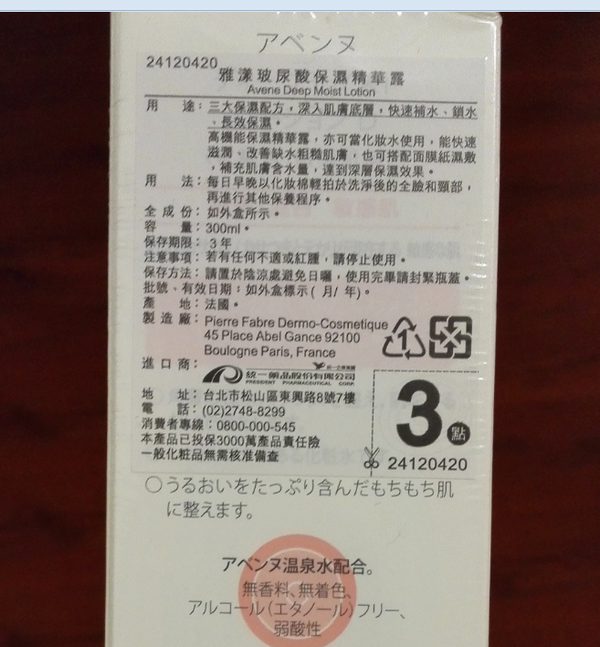 アベンヌ
24120420
雅漾玻尿酸保濕精華露
Avene Deep Moist Lotion
用 途：三大保濕配方，深入肌膚底層，快速補水、鎖水
、長效保濕。
高機能保濕精華露，亦可當化妝水使用，能快速
滋潤、改善缺水粗糙肌膚，也可搭配面膜紙濕敷
，補充肌膚含水量，達到深層保濕效果。
用 法：每日早晚以化妝棉輕拍於洗淨後的全臉和頸部，
再進行其他保養程序。
全 成 份：如外盒所示。
容 量：300ml。
保存期限：3 年
注意事項：若有任何不適或紅腫，請停止使用。
保存方法：請置於陰涼處避免日曬，使用完畢請封緊瓶蓋。
批號、有效日期：如外盒標示( 月/ 年)。
產 地：法國。
製 造 廠：Pierre Fabre Dermo-Cosmetique
45 Place Abel Gance 92100
Boulogne Paris, France
1
進 口 商：
統一藥品股份有限公司
PRESIDENT PHARMACEUTICAL CORP.
地 址：台北市松山區東興路8號7樓
電 話：(02)2748-8299
消費者專線：0800-000-545
本產品已投保3000萬產品責任險
一般化粧品無需核准備查
3點
24120420
○うるおいをたっぷり含んだもちもち肌
に整えます。
アベンヌ温泉水配合。
無香料、無着色、
アルコール（エタノール）フリー、
弱酸性